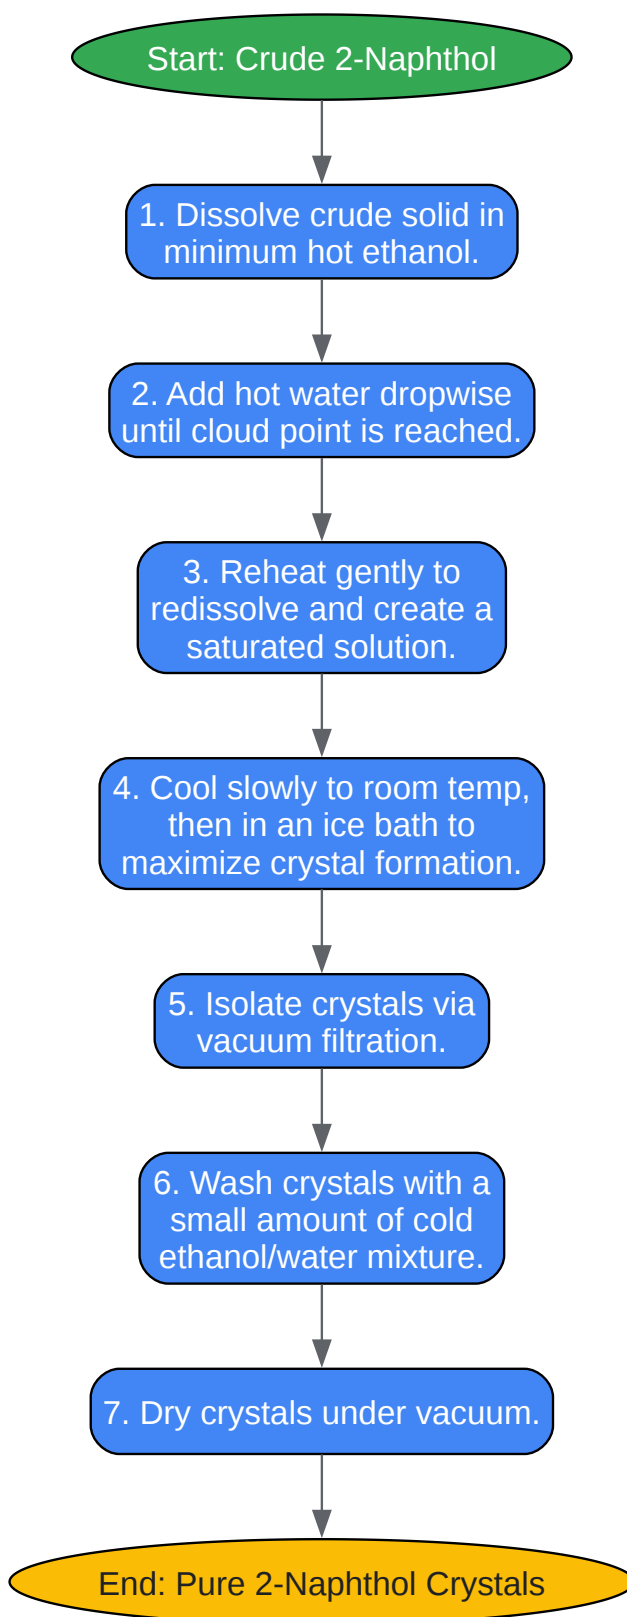 Start: Crude 2-Naphthol
1. Dissolve crude solid in
minimum hot ethanol.
2. Add hot water dropwise
until cloud point is reached.
3. Reheat gently to
redissolve and create a
saturated solution.
4. Cool slowly to room temp,
then in an ice bath to
maximize crystal formation.
5. Isolate crystals via
vacuum filtration.
6. Wash crystals with a
small amount of cold
ethanol/water mixture.
7. Dry crystals under vacuum.
End: Pure 2-Naphthol Crystals